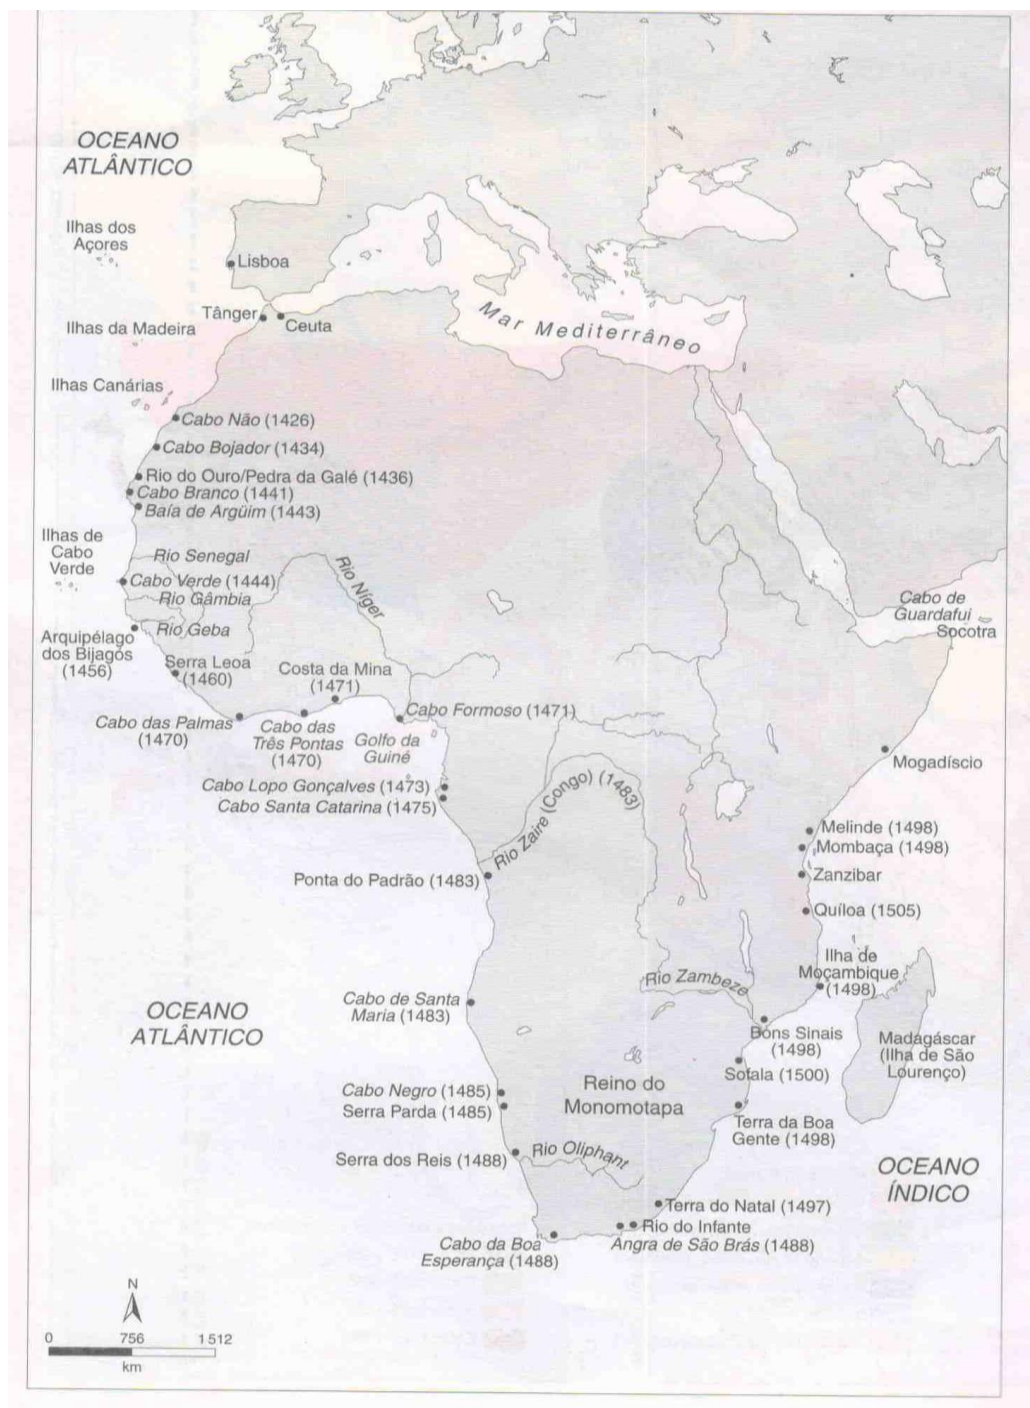 OCEANO
ATLÂNTICO
Ilhas dos
Açores
Lisboa
Tânger
Ceuta
Mar Mediterrâneo
Ilhas da Madeira
Ilhas Canárias
Cabo Não (1426)
Cabo Bojador (1434)
Rio do Ouro/Pedra da Galé (1436)
Cabo Branco (1441)
Baía de Argüim (1443)
Ilhas de
Cabo
Verde
Rio Senegal
Cabo Verde (1444)
Rio Gâmbia
Rio Níger
Rio Geba
Arquipélago
dos Bijagós
(1456)
Serra Leoa
(1460)
Costa da Mina
(1471)
Cabo das Palmas
(1470)
Cabo das
Três Pontas
(1470)
Cabo Formoso (1471)
Golfo da
Guiné
Cabo de
Guardafui
Socotra
Mogadíscio
Cabo Lopo Gonçalves (1473)
Cabo Santa Catarina (1475)
Rio Zaire (Congo) (1483)
Ponta do Padrão (1483)
Melinde (1498)
Mombaça (1498)
Zanzibar
Quíloa (1505)
Ilha de
Moçambique
(1498)
Rio Zambeze
Cabo de Santa
Maria (1483)
OCEANO
ATLÂNTICO
Bons Sinais
(1498)
Sofala (1500)
Madagáscar
(Ilha de São
Lourenço)
Cabo Negro (1485)
Serra Parda (1485)
Reino do
Monomotapa
Terra da Boa
Gente (1498)
Serra dos Reis (1488)
Rio Oliphant
OCEANO
ÍNDICO
Terra do Natal (1497)
Rio do Infante
Angra de São Brás (1488)
Cabo da Boa
Esperança (1488)
N
0 756 1 512
km